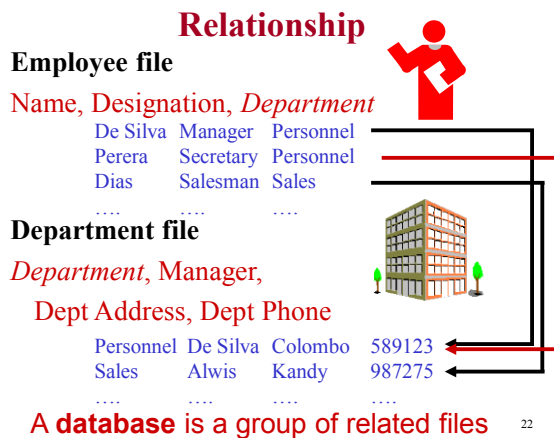 Relationship
Employee file
Name, Designation, Department
De Silva Manager Personnel
Perera Secretary Personnel
Dias Salesman Sales
…. …. ….
Department file
Department, Manager,
Dept Address, Dept Phone
Personnel De Silva Colombo 589123
Sales Alwis Kandy 987275
…. …. …. ….
A database is a group of related files
22